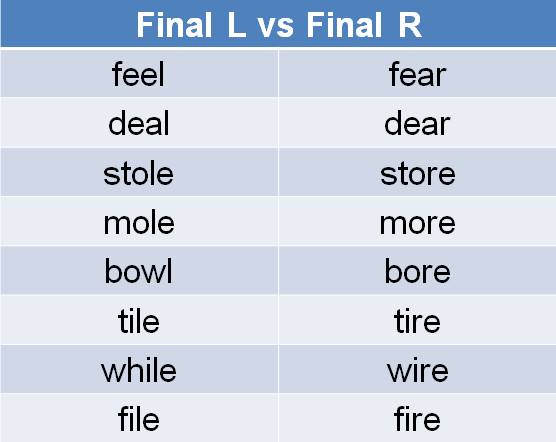 Final L vs Final R
feel fear
deal dear
stole store
mole more
bowl bore
tile tire
while wire
file fire